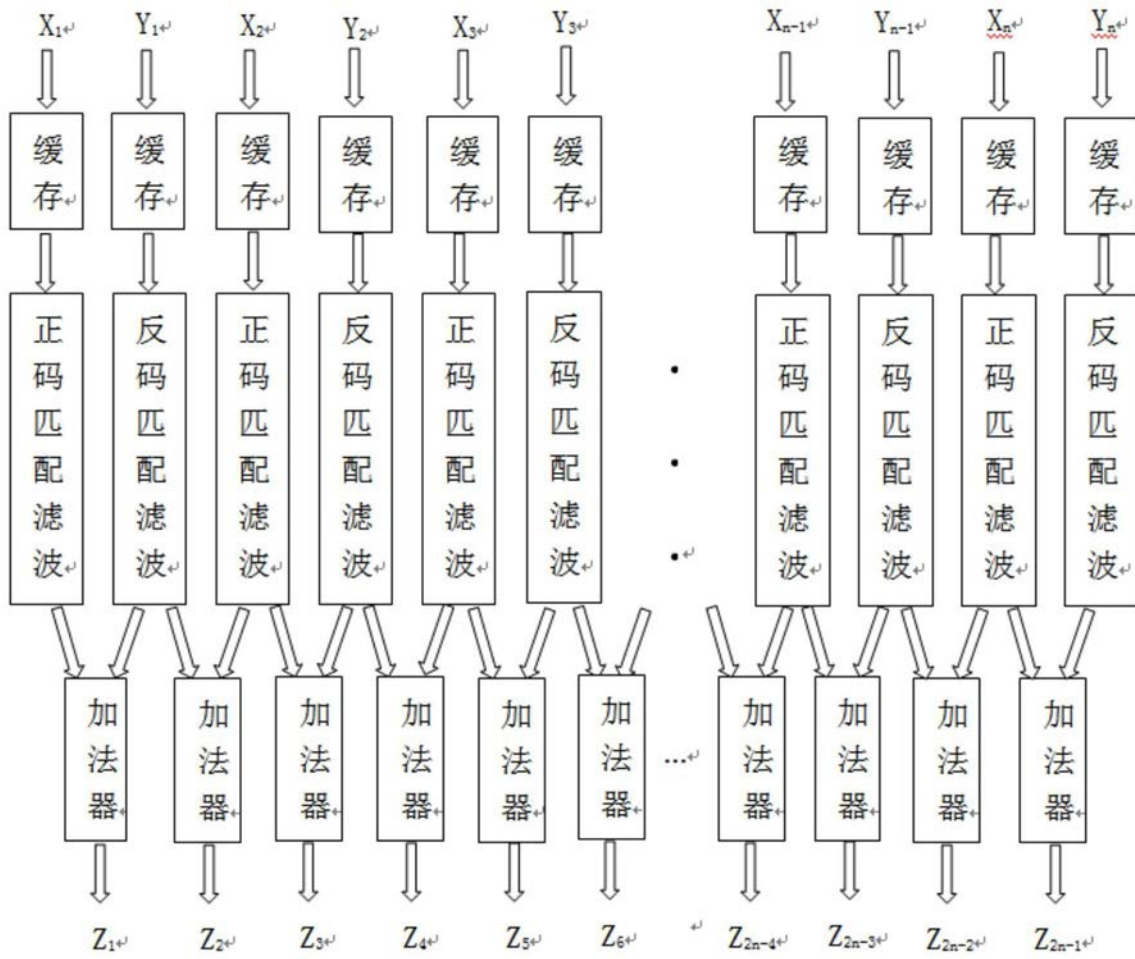 X₁ Y₁ X₂ Y₂ X₃ Y₃ Xₙ₋₁ Yₙ₋₁ Xₙ Yₙ
缓存 缓存 缓存 缓存 缓存 缓存 缓存 缓存 缓存 缓存
正码匹配滤波 反码匹配滤波 正码匹配滤波 反码匹配滤波 正码匹配滤波 反码匹配滤波 正码匹配滤波 反码匹配滤波 正码匹配滤波 反码匹配滤波
加法器 加法器 加法器 加法器 加法器 加法器 … 加法器 加法器 加法器 加法器
Z₁ Z₂ Z₃ Z₄ Z₅ Z₆ Z₂ₙ₋₄ Z₂ₙ₋₃ Z₂ₙ₋₂ Z₂ₙ₋₁